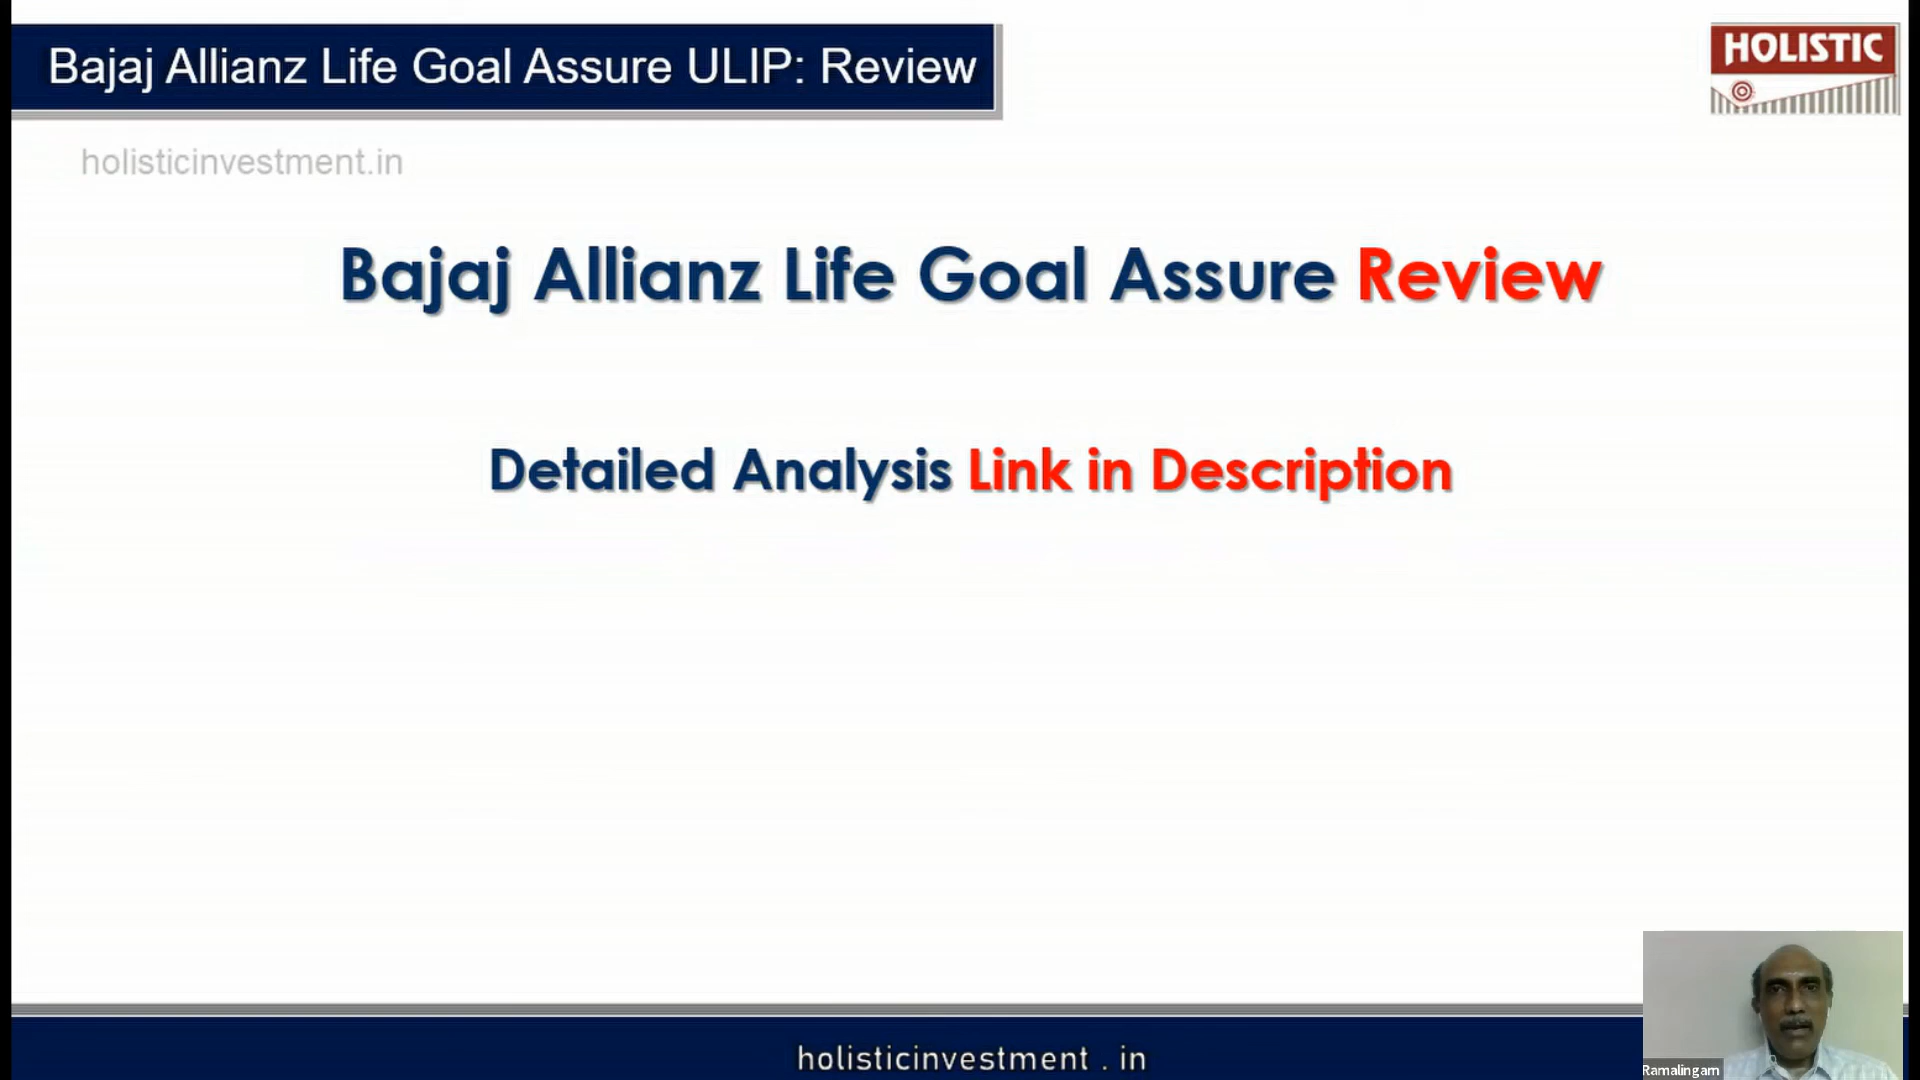 Bajaj Allianz Life Goal Assure ULIP: Review
HOLISTIC
holisticinvestment.in
Bajaj Allianz Life Goal Assure Review
Detailed Analysis Link in Description
holisticinvestment . in
Ramalingam